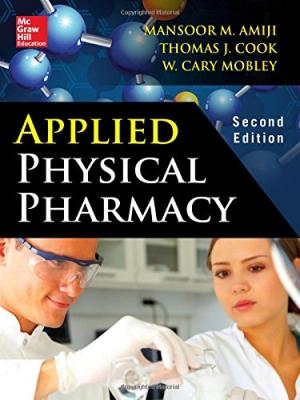 Mc
Graw
Hill
Education
MANSOOR M. AMIJI
THOMAS J. COOK
W. CARY MOBLEY
APPLIED
Second
Edition
PHYSICAL
PHARMACY